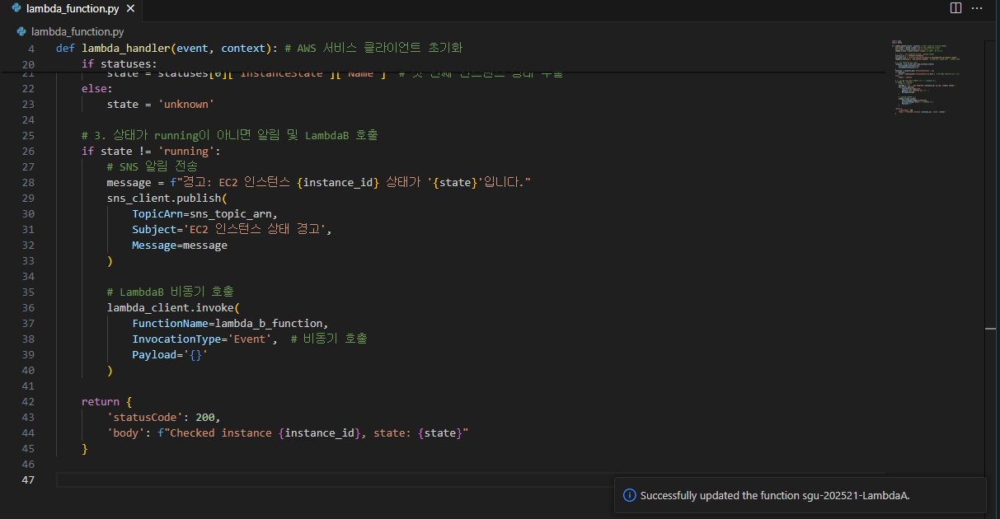 lambda_function.py
lambda_function.py
4 def lambda_handler(event, context): # AWS 서비스 클라이언트 초기화
20 if statuses:
21 state = statuses[0]['InstanceState']['Name'] # 첫 번째 인스턴스 상태 추출
22 else:
23 state = 'unknown'
24
25 # 3. 상태가 running이 아니면 알림 및 LambdaB 호출
26 if state != 'running':
27 # SNS 알림 전송
28 message = f"경고: EC2 인스턴스 {instance_id} 상태가 '{state}'입니다."
29 sns_client.publish(
30 TopicArn=sns_topic_arn,
31 Subject='EC2 인스턴스 상태 경고',
32 Message=message
33 )
34
35 # LambdaB 비동기 호출
36 lambda_client.invoke(
37 FunctionName=lambda_b_function,
38 InvocationType='Event', # 비동기 호출
39 Payload='{}'
40 )
41
42 return {
43 'statusCode': 200,
44 'body': f"Checked instance {instance_id}, state: {state}"
45 }
46
47
Successfully updated the function sgu-202521-LambdaA.